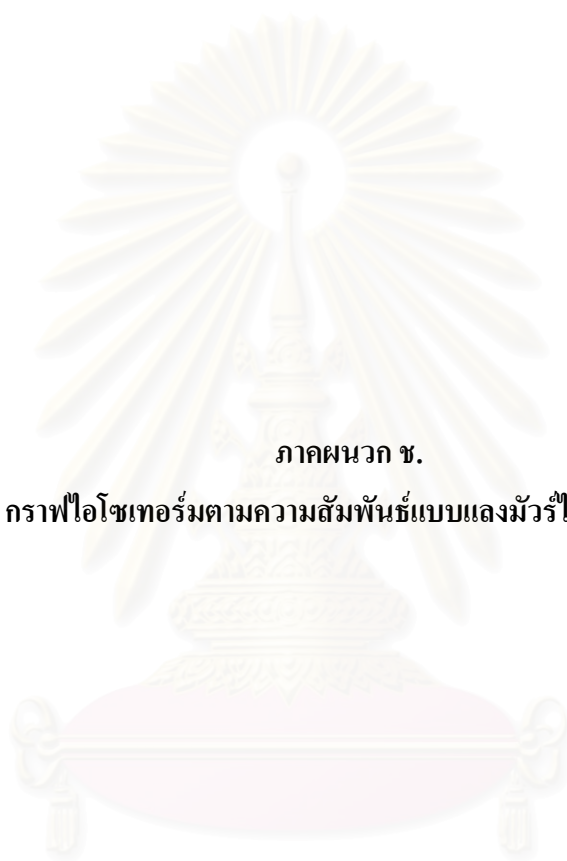 ภาคผนวก ช.
กราฟไอโซเทอร์มตามความสัมพันธ์แบบแลงมัวร์